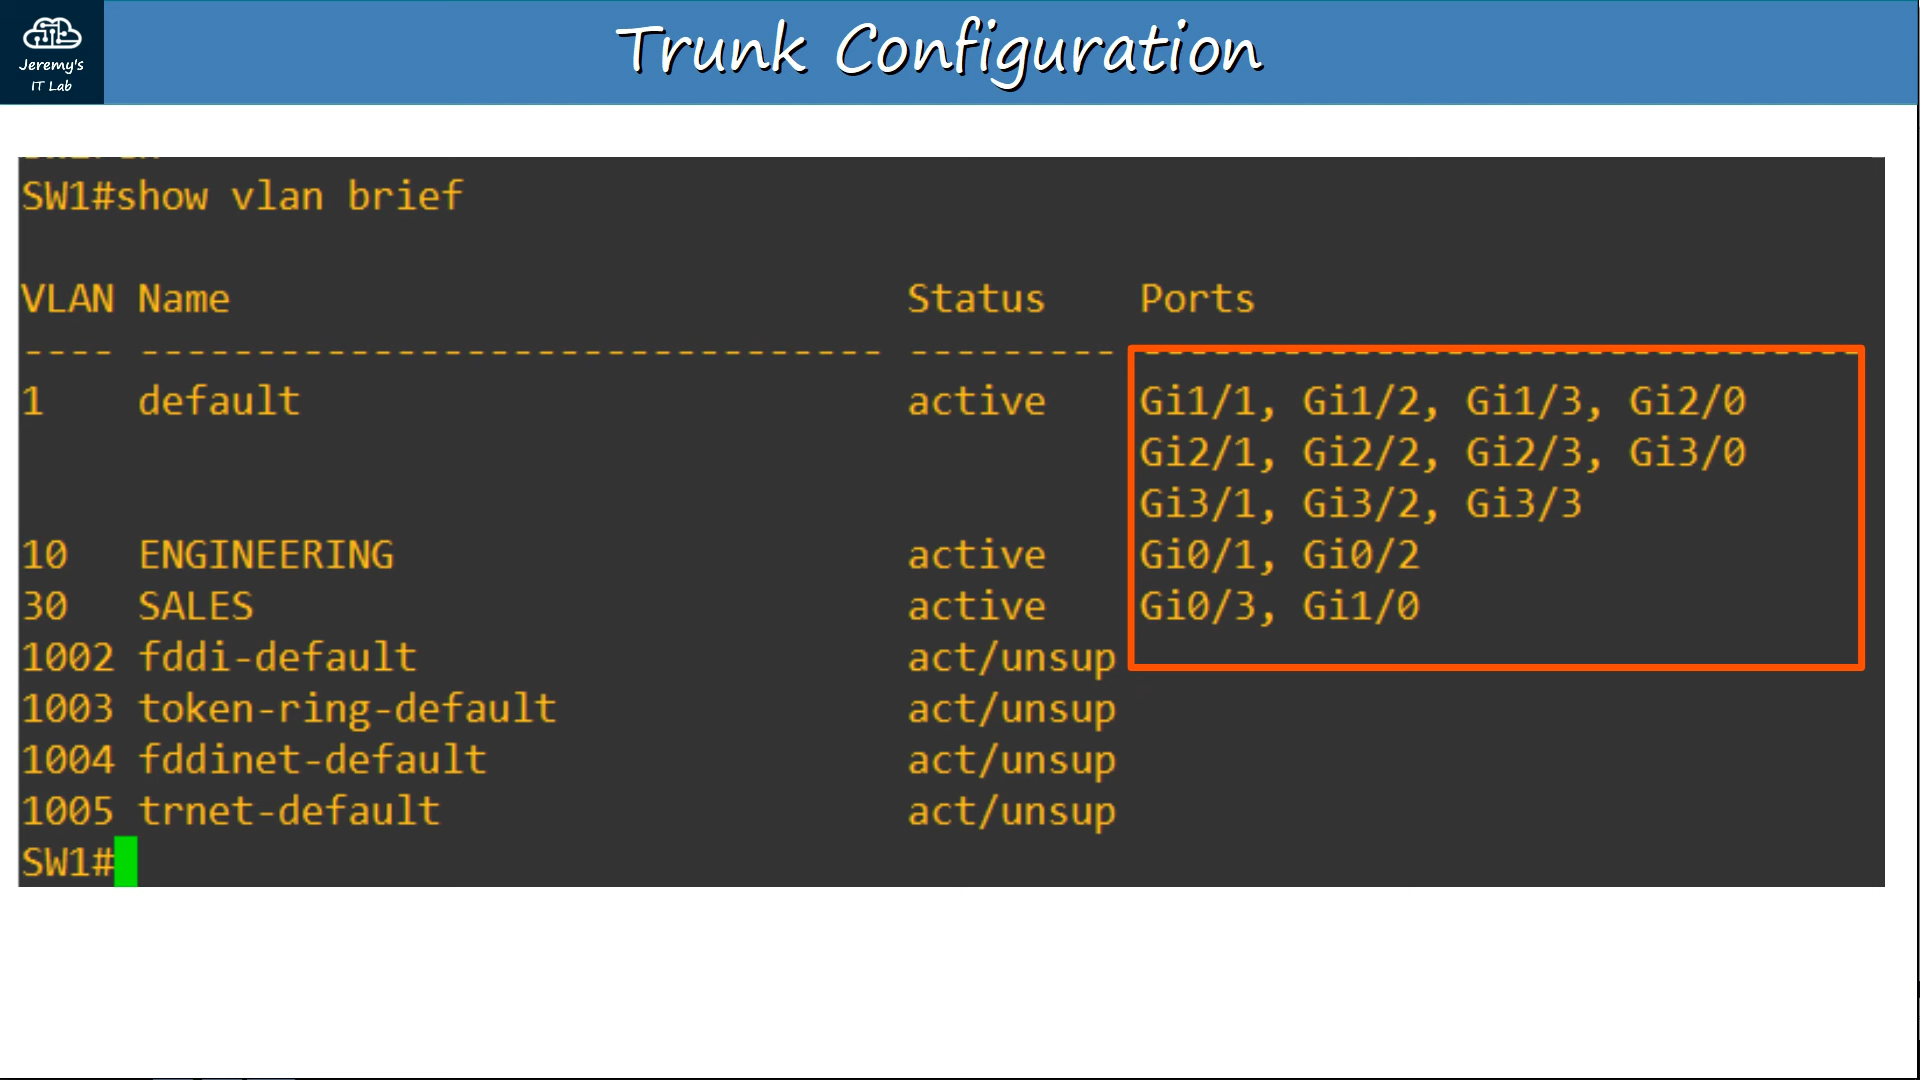 Jeremy's
IT Lab
Trunk Configuration
SW1#show vlan brief
VLAN Name Status Ports
---- -------------------------------- --------- -------------------------------
1 default active Gi1/1, Gi1/2, Gi1/3, Gi2/0
Gi2/1, Gi2/2, Gi2/3, Gi3/0
Gi3/1, Gi3/2, Gi3/3
10 ENGINEERING active Gi0/1, Gi0/2
30 SALES active Gi0/3, Gi1/0
1002 fddi-default act/unsup
1003 token-ring-default act/unsup
1004 fddinet-default act/unsup
1005 trnet-default act/unsup
SW1#